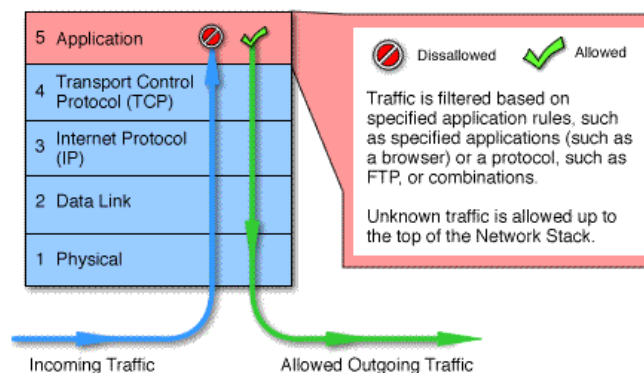 5 Application
4 Transport Control
Protocol (TCP)
3 Internet Protocol
(IP)
2 Data Link
1 Physical
Incoming Traffic
Allowed Outgoing Traffic
Dissallowed
Allowed
Traffic is filtered based on
specified application rules, such
as specified applications (such as
a browser) or a protocol, such as
FTP, or combinations.
Unknown traffic is allowed up to
the top of the Network Stack.